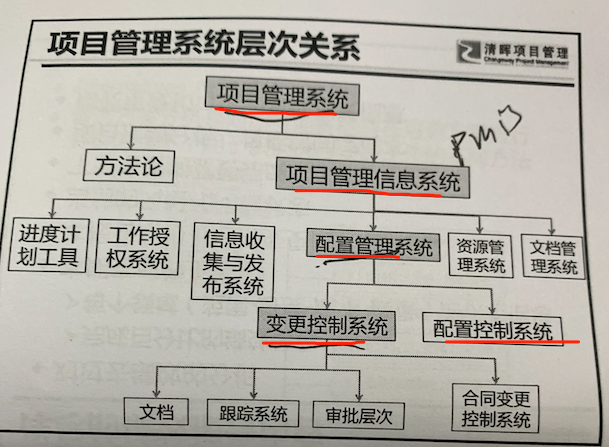 项目管理系统层次关系
清晖项目管理
Changeway Project Management
项目管理系统
PMIS
方法论
项目管理信息系统
进度计
划工具
工作授
权系统
信息收
集与发
布系统
配置管理系统
资源管
理系统
文档管
理系统
变更控制系统
配置控制系统
文档
跟踪系统
审批层次
合同变更
控制系统